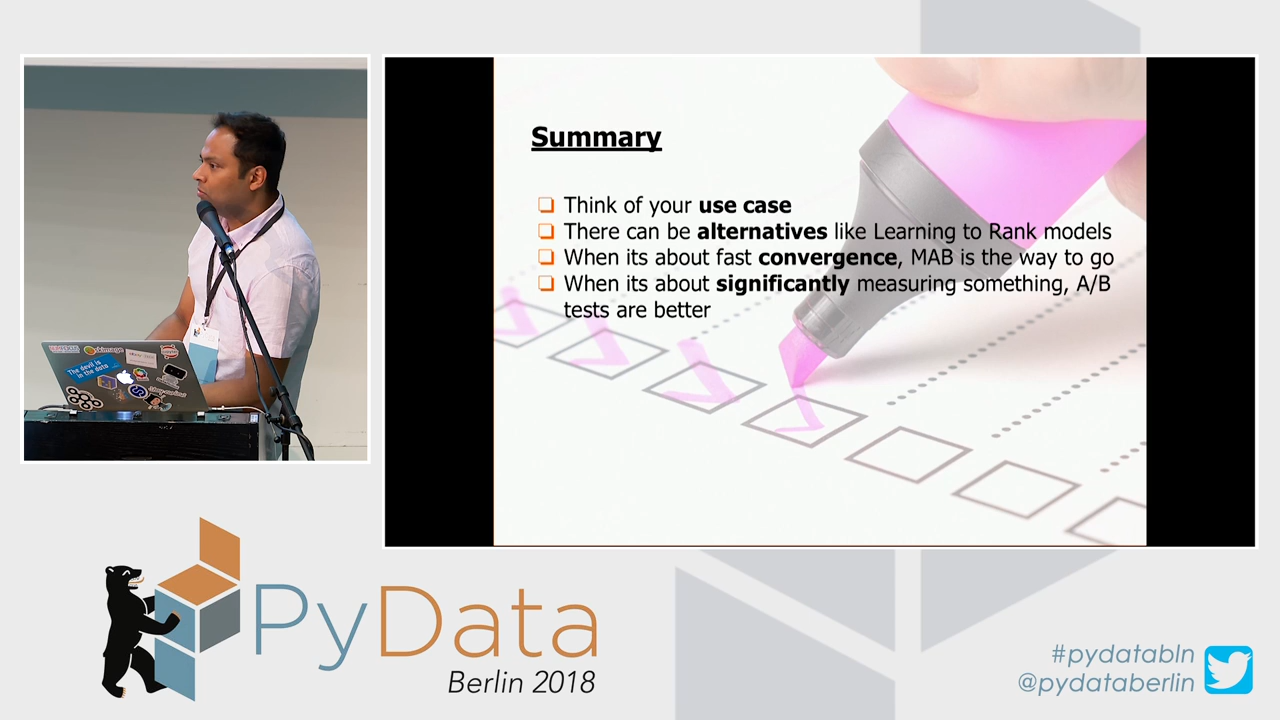 Summary
❑ Think of your use case
❑ There can be alternatives like Learning to Rank models
❑ When its about fast convergence, MAB is the way to go
❑ When its about significantly measuring something, A/B
tests are better
The devil is
in the data
PyData
Berlin 2018
#pydatabln
@pydataberlin